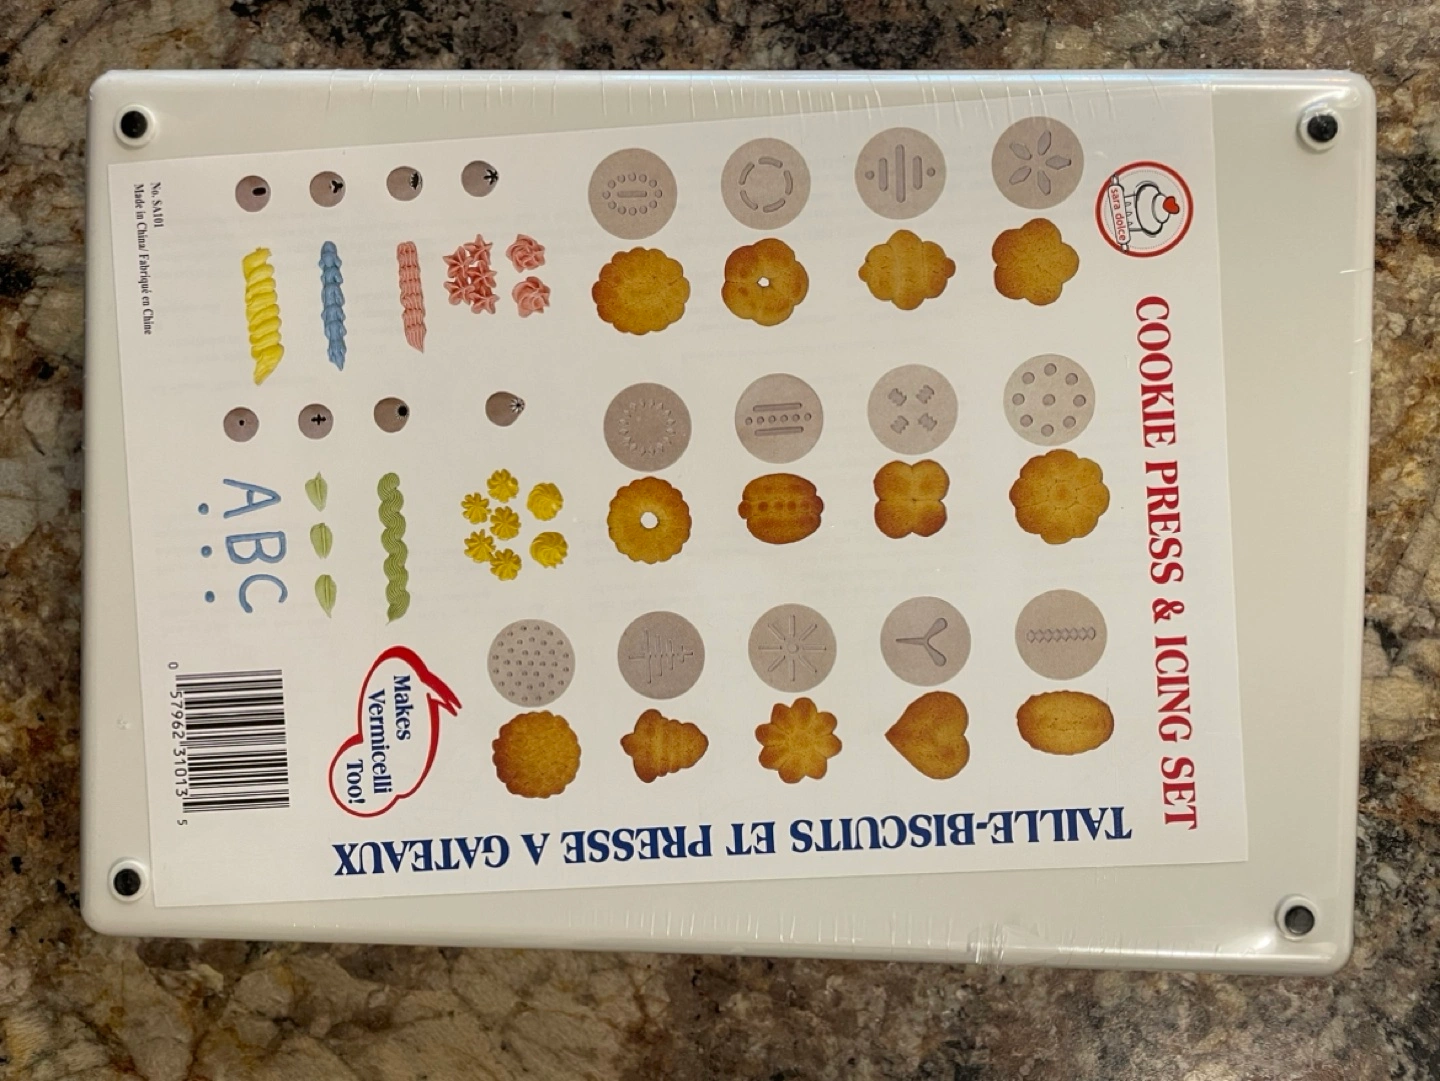 sara dolce
COOKIE PRESS & ICING SET
TAILLE-BISCUITS ET PRESSE A GATEAUX
Makes
Vermicelli
Too!
A B C
No. SA101
Made in China/ Fabriqué en Chine
0 57962 31013 5